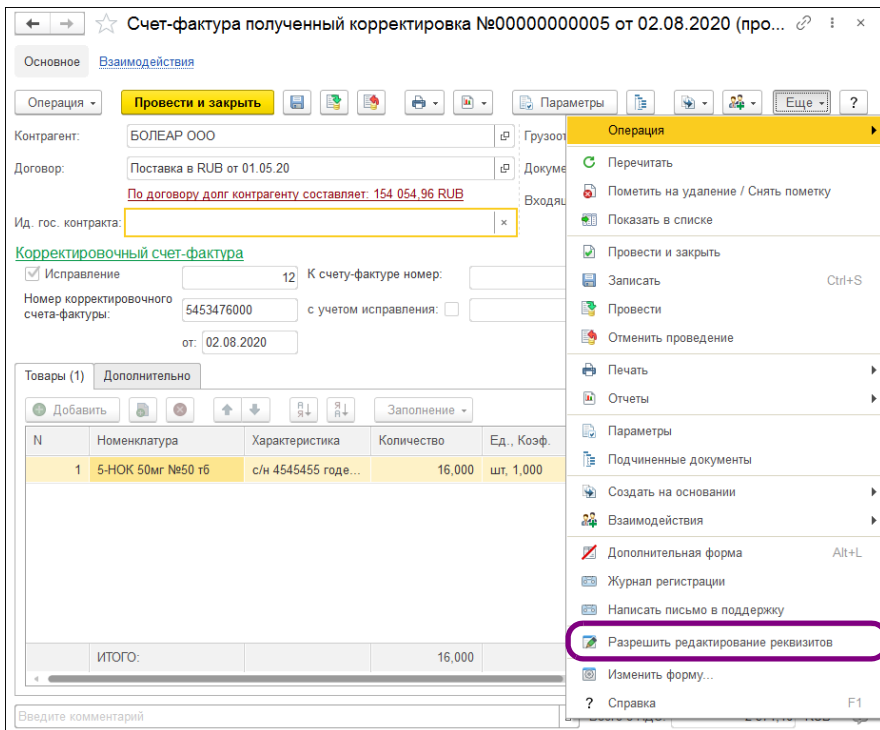 Счет-фактура полученный корректировка №00000000005 от 02.08.2020 (про...
Основное Взаимодействия
Операция Провести и закрыть Параметры Еще ?
Контрагент: БОЛЕАР ООО
Договор: Поставка в RUB от 01.05.20
По договору долг контрагенту составляет: 154 054,96 RUB
Ид. гос. контракта:
Корректировочный счет-фактура
Исправление 12 К счету-фактуре номер:
Номер корректировочного
счета-фактуры: 5453476000 с учетом исправления:
от: 02.08.2020
Товары (1) Дополнительно
Добавить Заполнение
N Номенклатура Характеристика Количество Ед., Коэф.
1 5-НОК 50мг №50 тб с/н 4545455 годе... 16,000 шт, 1,000
ИТОГО: 16,000
Введите комментарий
Операция
Перечитать
Пометить на удаление / Снять пометку
Показать в списке
Провести и закрыть
Записать Ctrl+S
Провести
Отменить проведение
Печать
Отчеты
Параметры
Подчиненные документы
Создать на основании
Взаимодействия
Дополнительная форма Alt+L
Журнал регистрации
Написать письмо в поддержку
Разрешить редактирование реквизитов
Изменить форму...
? Справка F1